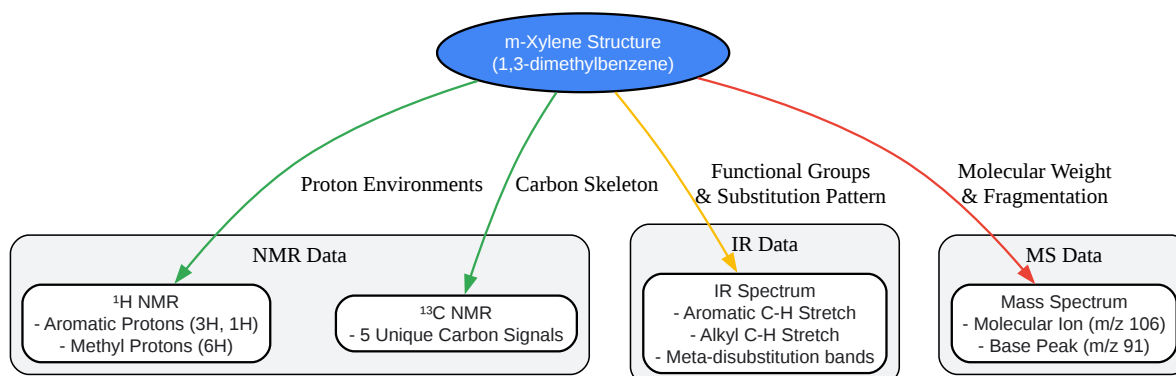 m-Xylene Structure
(1,3-dimethylbenzene)
Proton Environments
Carbon Skeleton
Functional Groups
& Substitution Pattern
Molecular Weight
& Fragmentation
NMR Data
¹H NMR
- Aromatic Protons (3H, 1H)
- Methyl Protons (6H)
¹³C NMR
- 5 Unique Carbon Signals
IR Data
IR Spectrum
- Aromatic C-H Stretch
- Alkyl C-H Stretch
- Meta-disubstitution bands
MS Data
Mass Spectrum
- Molecular Ion (m/z 106)
- Base Peak (m/z 91)